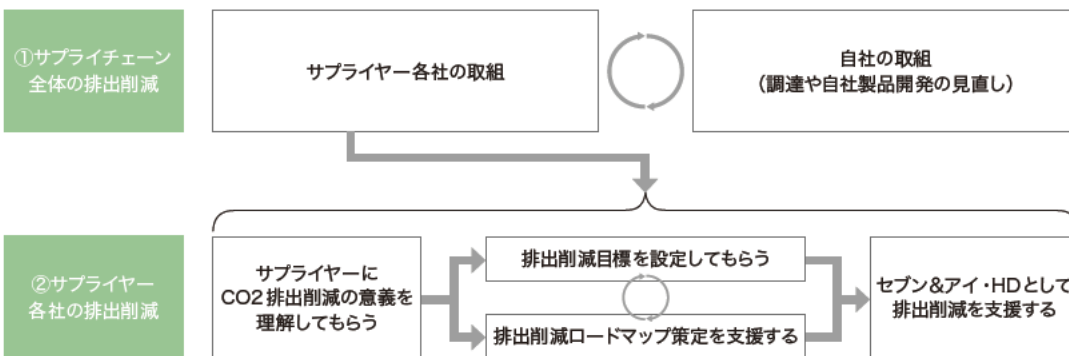 ①サプライチェーン
全体の排出削減
サプライヤー各社の取組
自社の取組
（調達や自社製品開発の見直し）
②サプライヤー
各社の排出削減
サプライヤーに
CO2排出削減の意義を
理解してもらう
排出削減目標を設定してもらう
排出削減ロードマップ策定を支援する
セブン&アイ・HDとして
排出削減を支援する